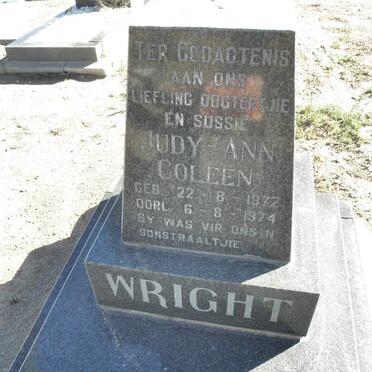 TER GEDAGTENIS
AAN ONS
LIEFLING DOGTERTJIE
EN SUSSIE
JUDY-ANN
COLEEN
GEB. 22-8-1972
OORL. 6-8-1974
SY WAS VIR ONS 'N
SONSTRAALTJIE
WRIGHT